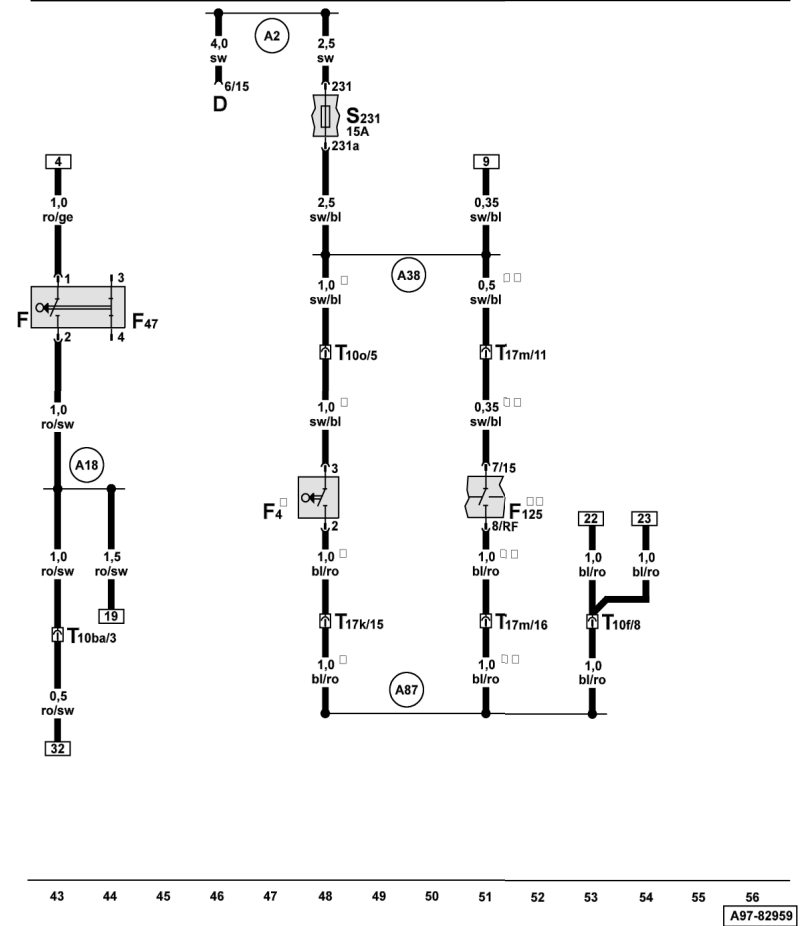 A2
4,0 2,5
sw sw
6/15 231
D
S231
15A
231a
4 9
1,0 2,5 0,35
ro/ge sw/bl sw/bl
A38
1 3 1,0 □ 0,5 □ □
sw/bl sw/bl
F F47
2 4
T10o/5 T17m/11
1,0 1,0 □ 0,35 □ □
ro/sw sw/bl sw/bl
A18
3 7/15
F4 □ F125 □ □
2 8/RF 22 23
1,0 1,5 1,0 □ 1,0 □ □ 1,0 1,0
ro/sw ro/sw bl/ro bl/ro bl/ro bl/ro
19
T10ba/3 T17k/15 T17m/16 T10f/8
1,0 □ 1,0 □ □ 1,0
bl/ro bl/ro bl/ro
0,5 A87
ro/sw
32
43 44 45 46 47 48 49 50 51 52 53 54 55 56
A97-82959